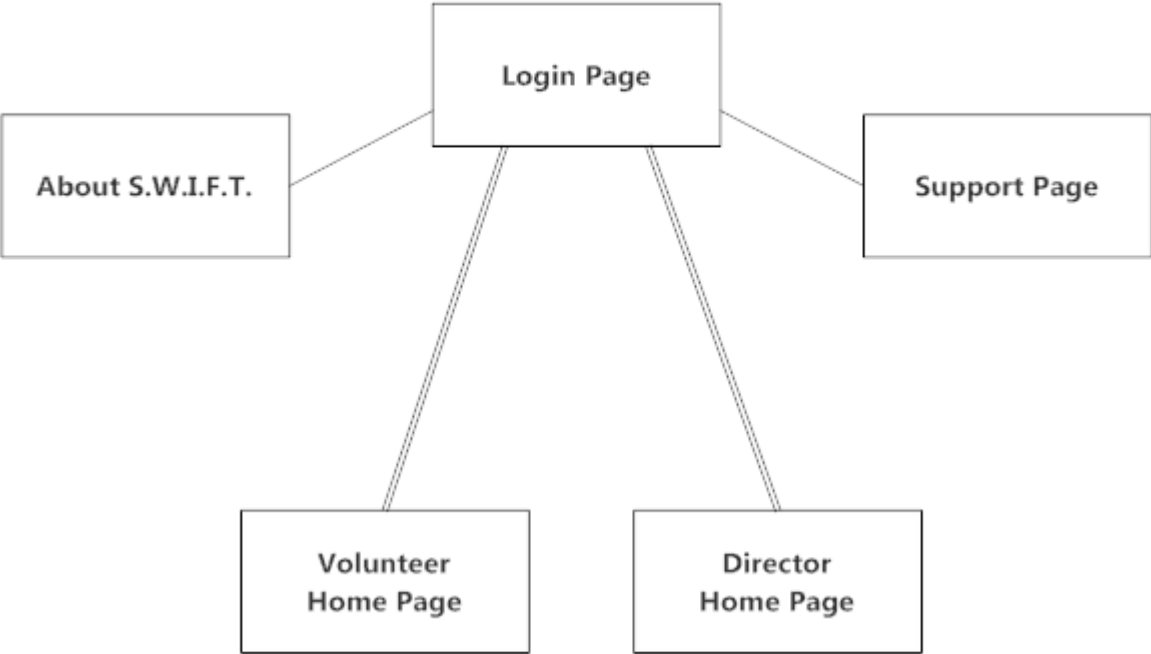 Login Page
About S.W.I.F.T.
Support Page
Volunteer
Home Page
Director
Home Page